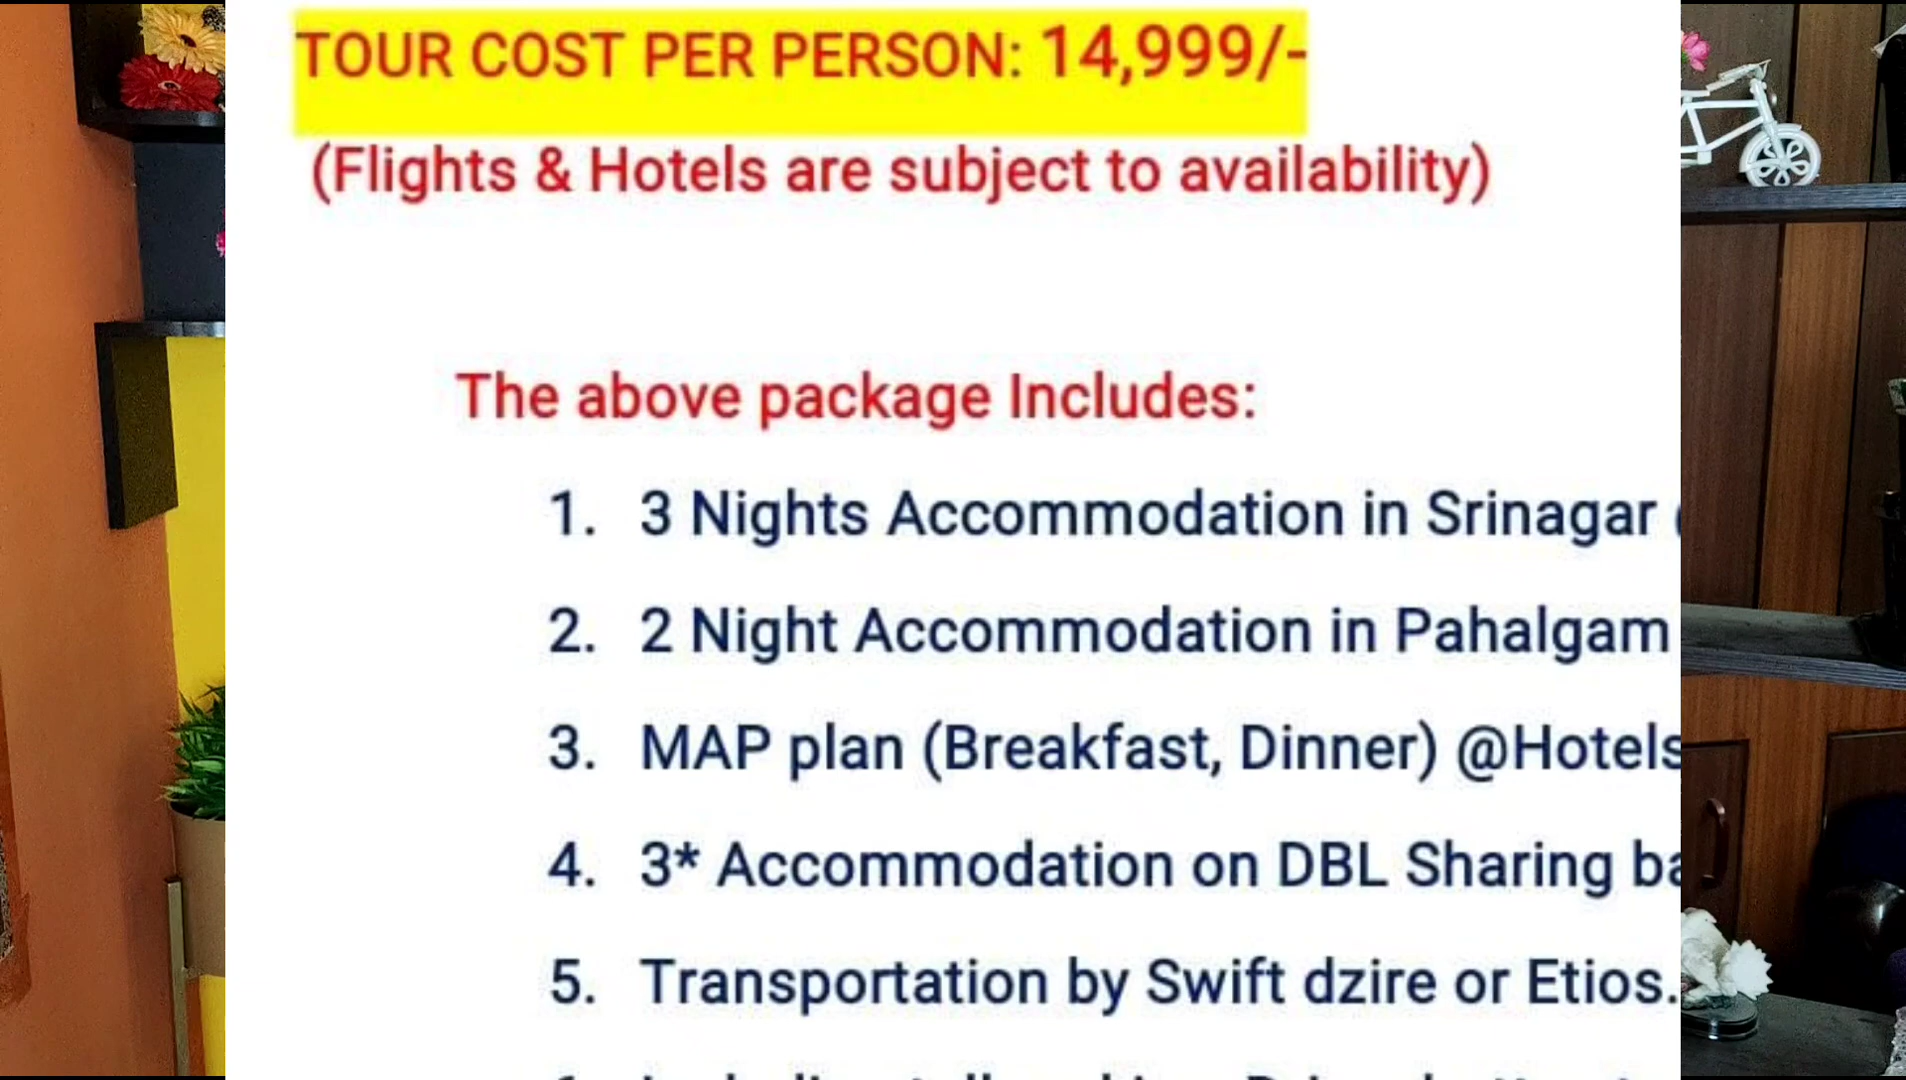 TOUR COST PER PERSON: 14,999/-
(Flights & Hotels are subject to availability)
The above package Includes:
1. 3 Nights Accommodation in Srinagar
2. 2 Night Accommodation in Pahalgam
3. MAP plan (Breakfast, Dinner) @Hotels
4. 3* Accommodation on DBL Sharing
5. Transportation by Swift dzire or Etios.